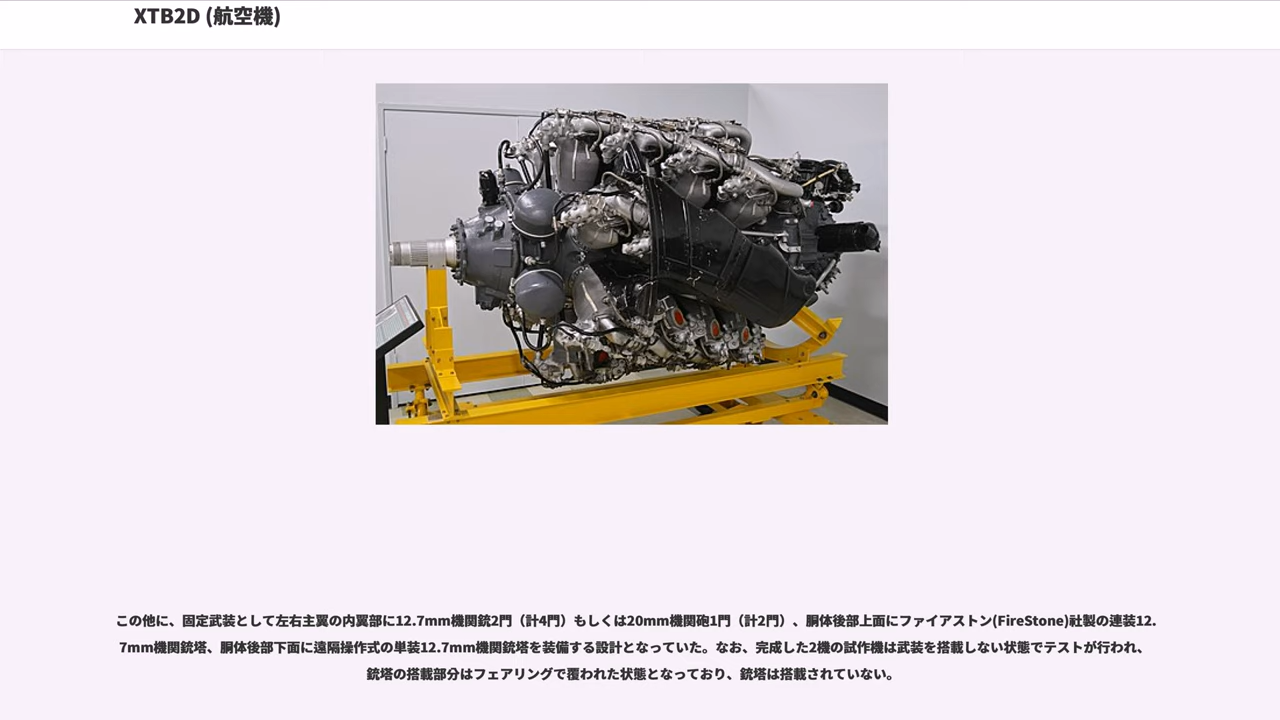 XTB2D (航空機)
この他に、固定武装として左右主翼の内翼部に12.7mm機関銃2門（計4門）もしくは20mm機関砲1門（計2門）、胴体後部上面にファイアストン(FireStone)社製の連装12.
7mm機関銃塔、胴体後部下面に遠隔操作式の単装12.7mm機関銃塔を装備する設計となっていた。なお、完成した2機の試作機は武装を搭載しない状態でテストが行われ、
銃塔の搭載部分はフェアリングで覆われた状態となっており、銃塔は搭載されていない。